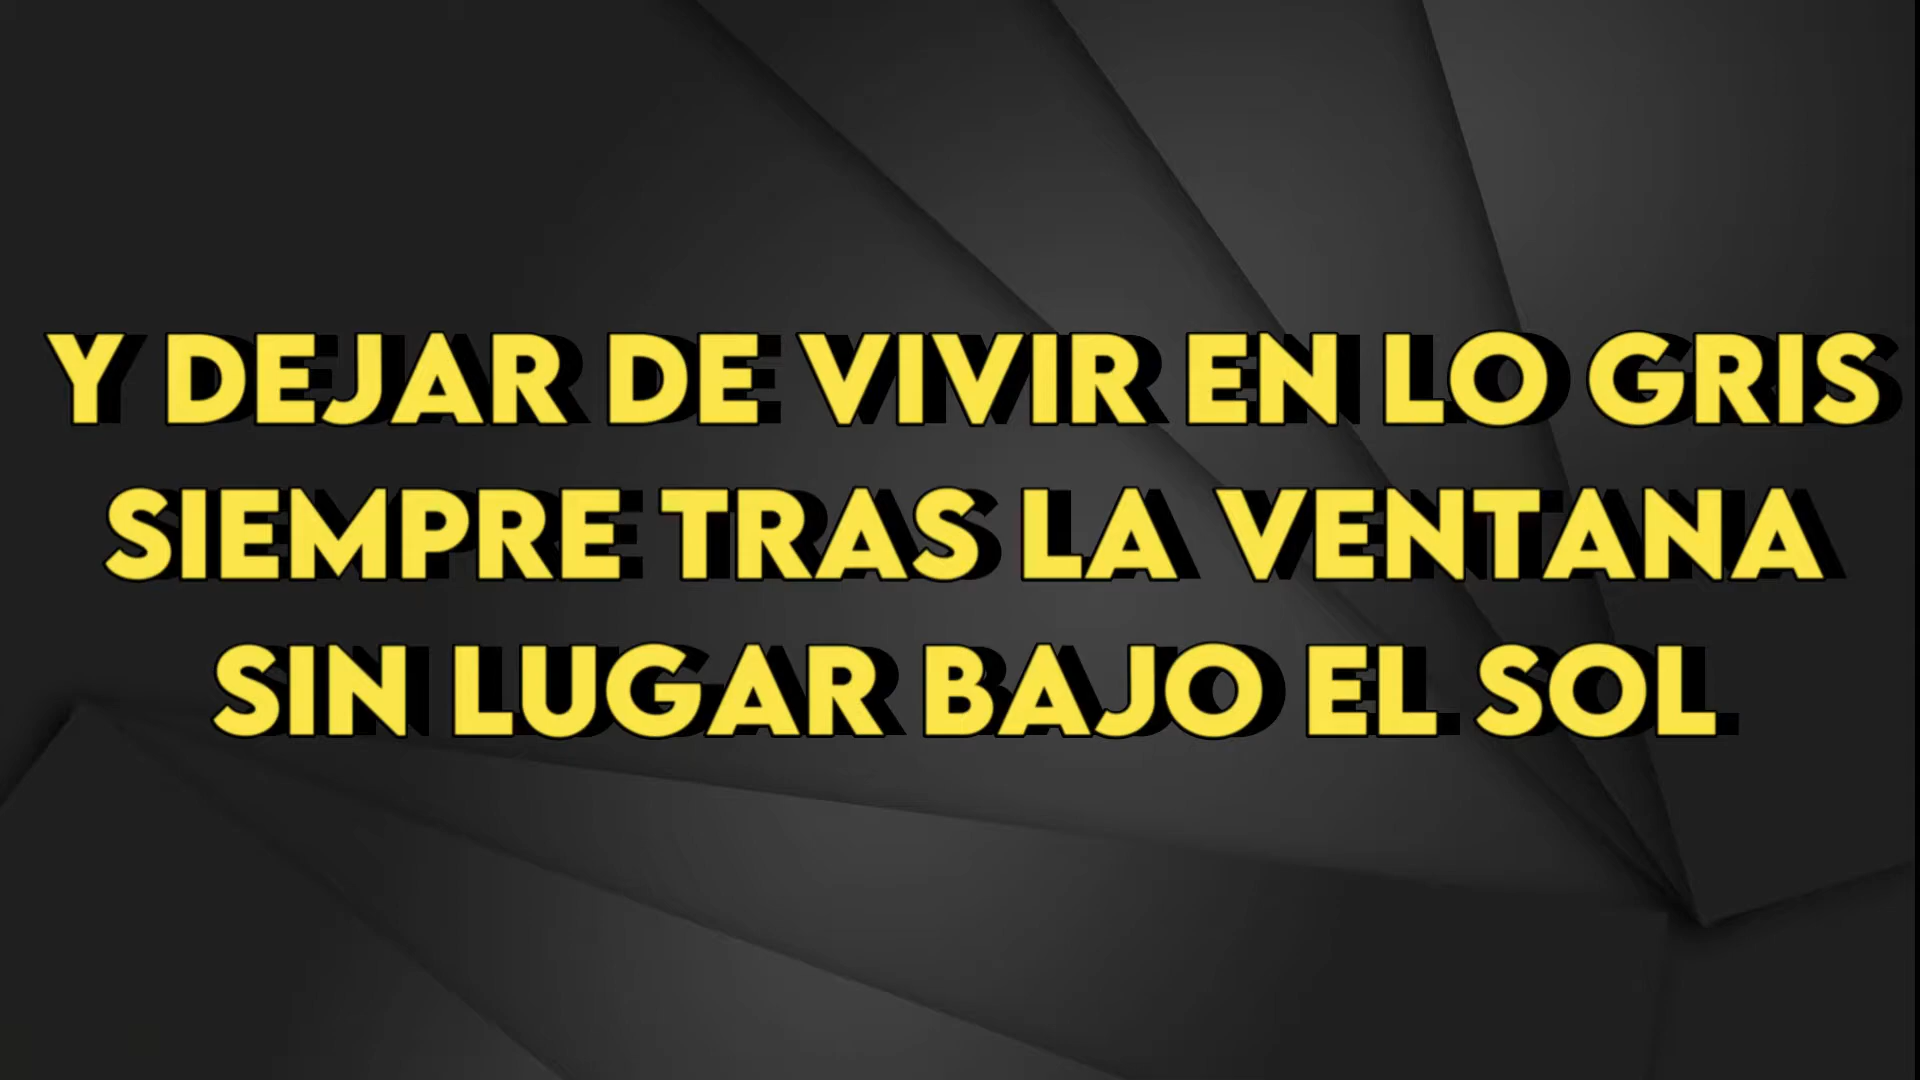 Y DEJAR DE VIVIR EN LO GRIS
SIEMPRE TRAS LA VENTANA
SIN LUGAR BAJO EL SOL